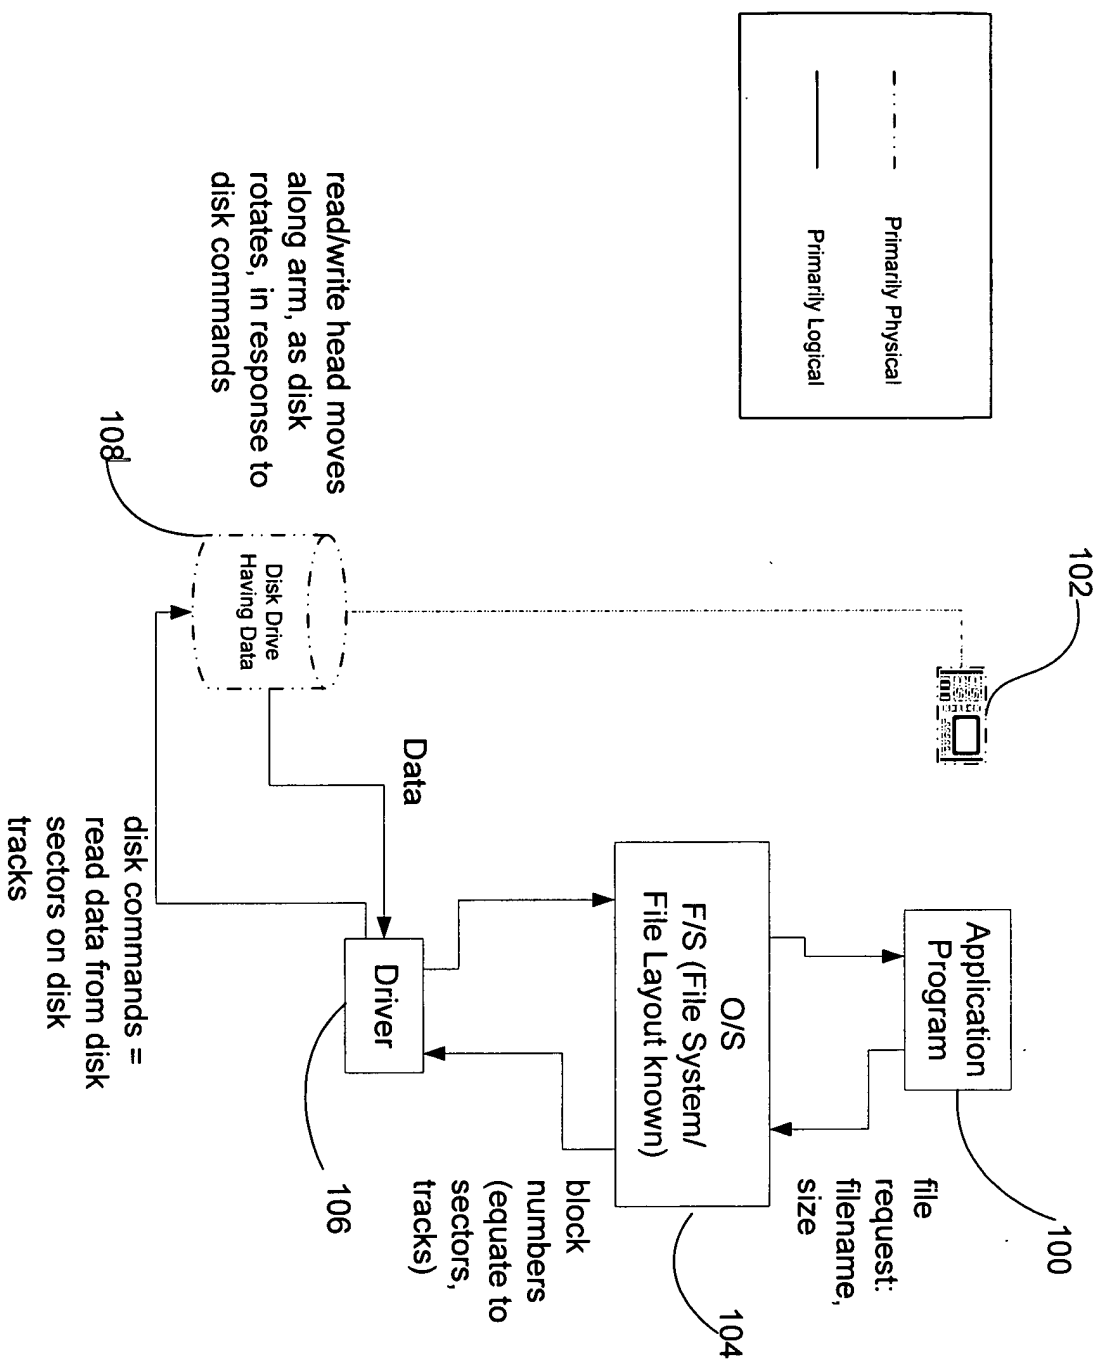 Primarily Physical
Primarily Logical
102
Application
Program
100
file
request:
filename,
size
O/S
F/S (File System/
File Layout known)
104
block
numbers
(equate to
sectors,
tracks)
Driver
106
Data
Disk Drive
Having Data
108
read/write head moves
along arm, as disk
rotates, in response to
disk commands
disk commands =
read data from disk
sectors on disk
tracks